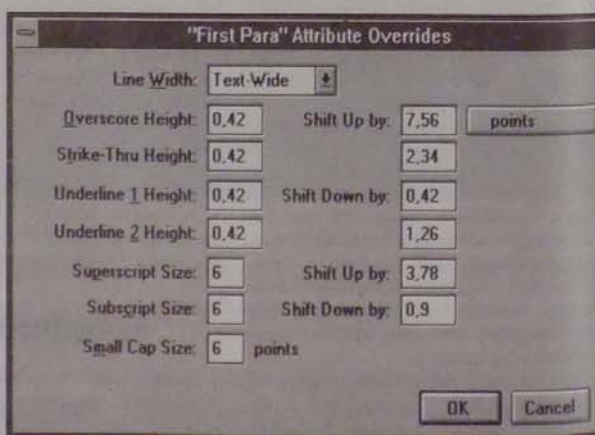 "First Para" Attribute Overrides
Line Width: Text-Wide
Overscore Height: 0,42 Shift Up by: 7,56 points
Strike-Thru Height: 0,42 2,34
Underline 1 Height: 0,42 Shift Down by: 0,42
Underline 2 Height: 0,42 1,26
Superscript Size: 6 Shift Up by: 3,78
Subscript Size: 6 Shift Down by: 0,9
Small Cap Size: 6 points
OK Cancel